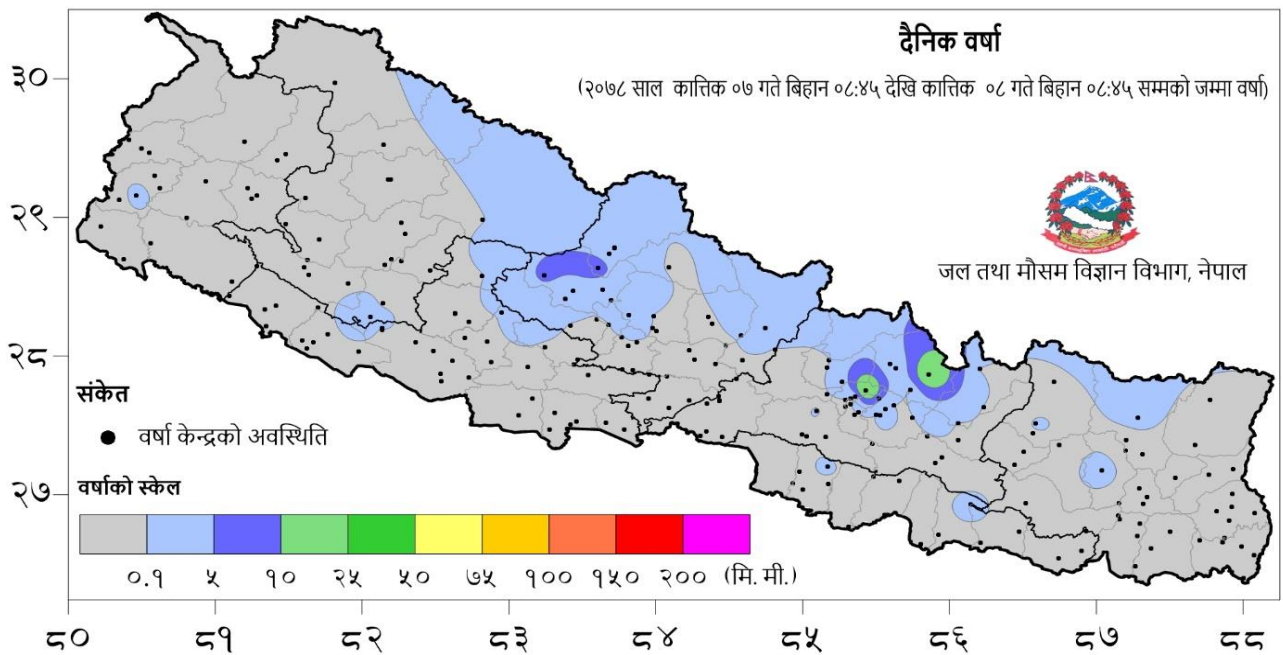 दैनिक वर्षा
(२०७८ साल कात्तिक ०७ गते बिहान ०८:४५ देखि कात्तिक ०८ गते बिहान ०८:४५ सम्मको जम्मा वर्षा)
३०
२९
२८
२७
जल तथा मौसम विज्ञान विभाग, नेपाल
संकेत
वर्षा केन्द्रको अवस्थिति
वर्षाको स्केल
०.१ ५ १० २५ ५० ७५ १०० १५० २०० (मि. मी.)
८० ८१ ८२ ८३ ८४ ८५ ८६ ८७ ८८